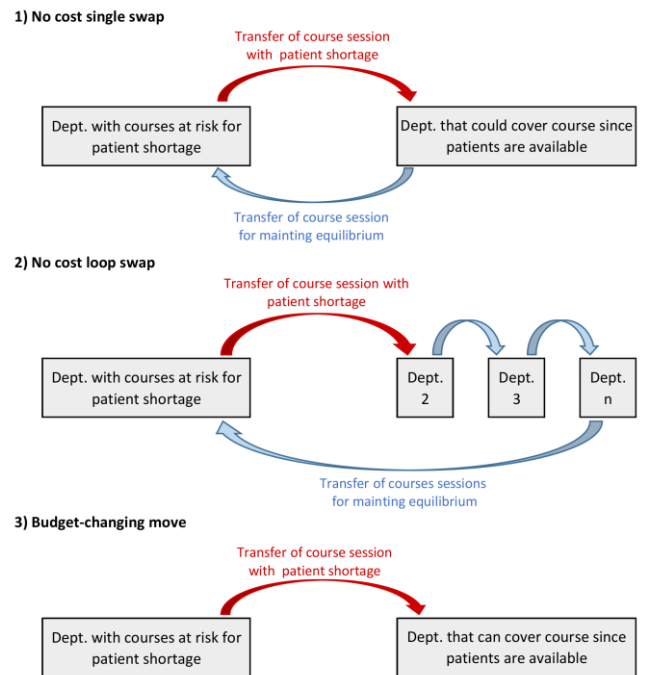 1) No cost single swap
Transfer of course session
with patient shortage
Dept. with courses at risk for
patient shortage
Dept. that could cover course since
patients are available
Transfer of course session
for mainting equilibrium
2) No cost loop swap
Transfer of course session with
patient shortage
Dept. with courses at risk for
patient shortage
Dept.
2
Dept.
3
Dept.
n
Transfer of courses sessions
for mainting equilibrium
3) Budget-changing move
Transfer of course session
with patient shortage
Dept. with courses at risk for
patient shortage
Dept. that can cover course since
patients are available